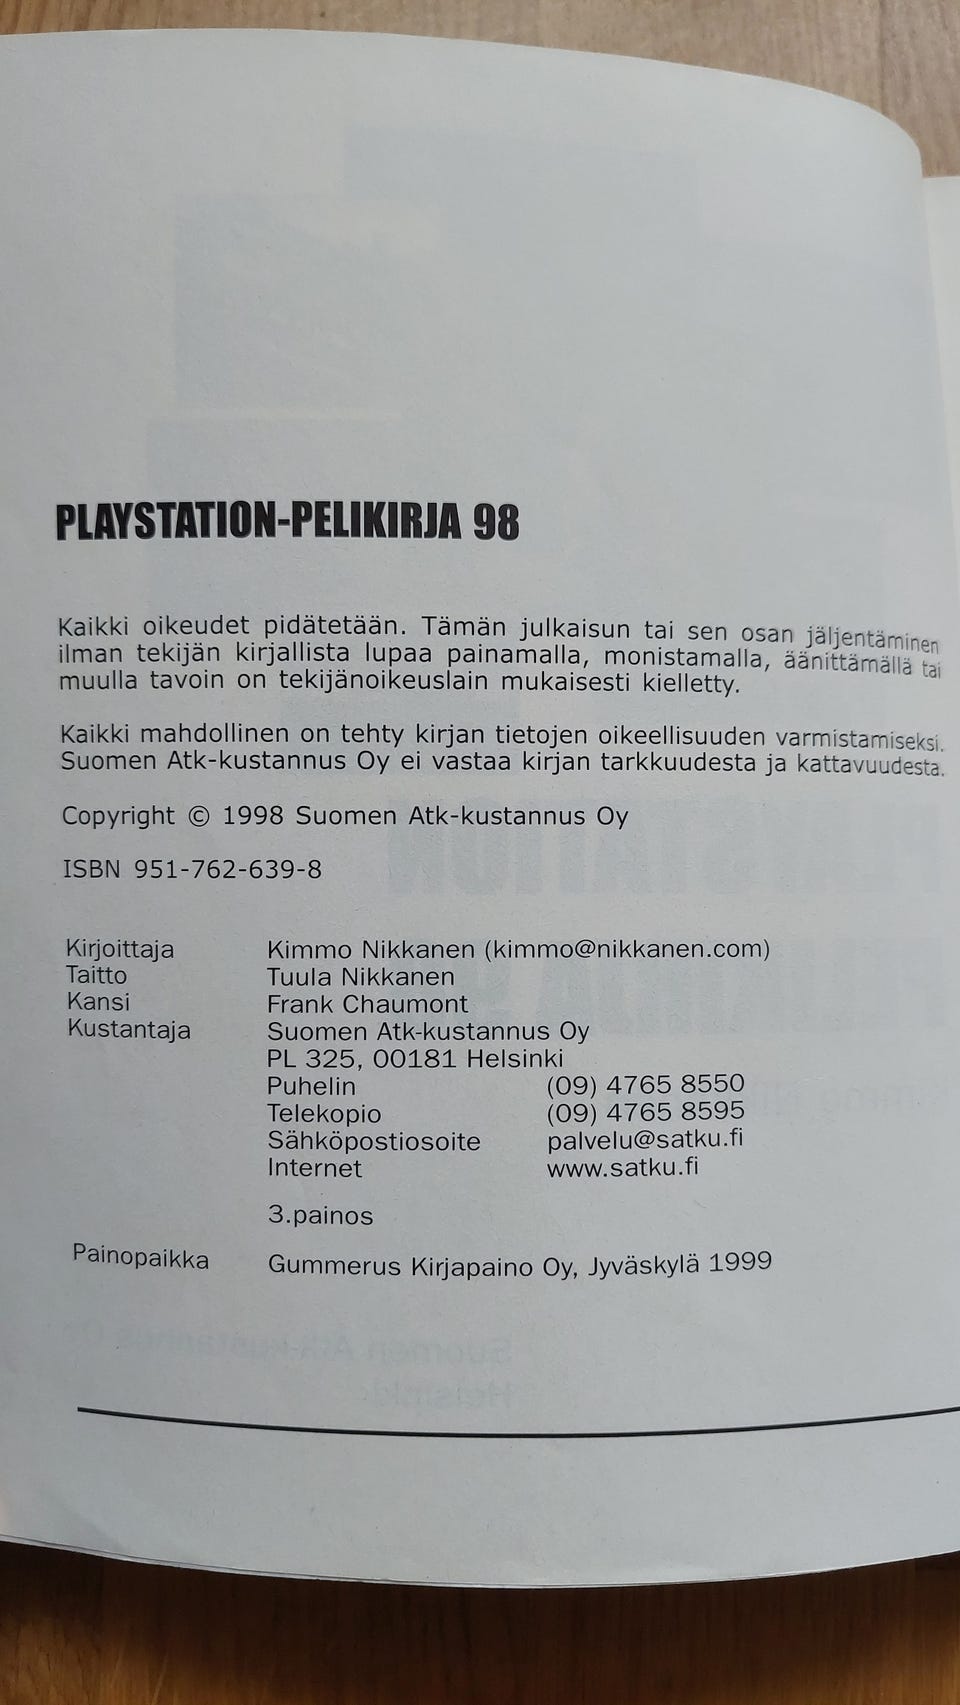 PLAYSTATION-PELIKIRJA 98
Kaikki oikeudet pidätetään. Tämän julkaisun tai sen osan jäljentäminen
ilman tekijän kirjallista lupaa painamalla, monistamalla, äänittämällä tai
muulla tavoin on tekijänoikeuslain mukaisesti kielletty.
Kaikki mahdollinen on tehty kirjan tietojen oikeellisuuden varmistamiseksi.
Suomen Atk-kustannus Oy ei vastaa kirjan tarkkuudesta ja kattavuudesta.
Copyright © 1998 Suomen Atk-kustannus Oy
ISBN 951-762-639-8
Kirjoittaja Kimmo Nikkanen (kimmo@nikkanen.com)
Taitto Tuula Nikkanen
Kansi Frank Chaumont
Kustantaja Suomen Atk-kustannus Oy
PL 325, 00181 Helsinki
Puhelin (09) 4765 8550
Telekopio (09) 4765 8595
Sähköpostiosoite palvelu@satku.fi
Internet www.satku.fi
3.painos
Painopaikka Gummerus Kirjapaino Oy, Jyväskylä 1999